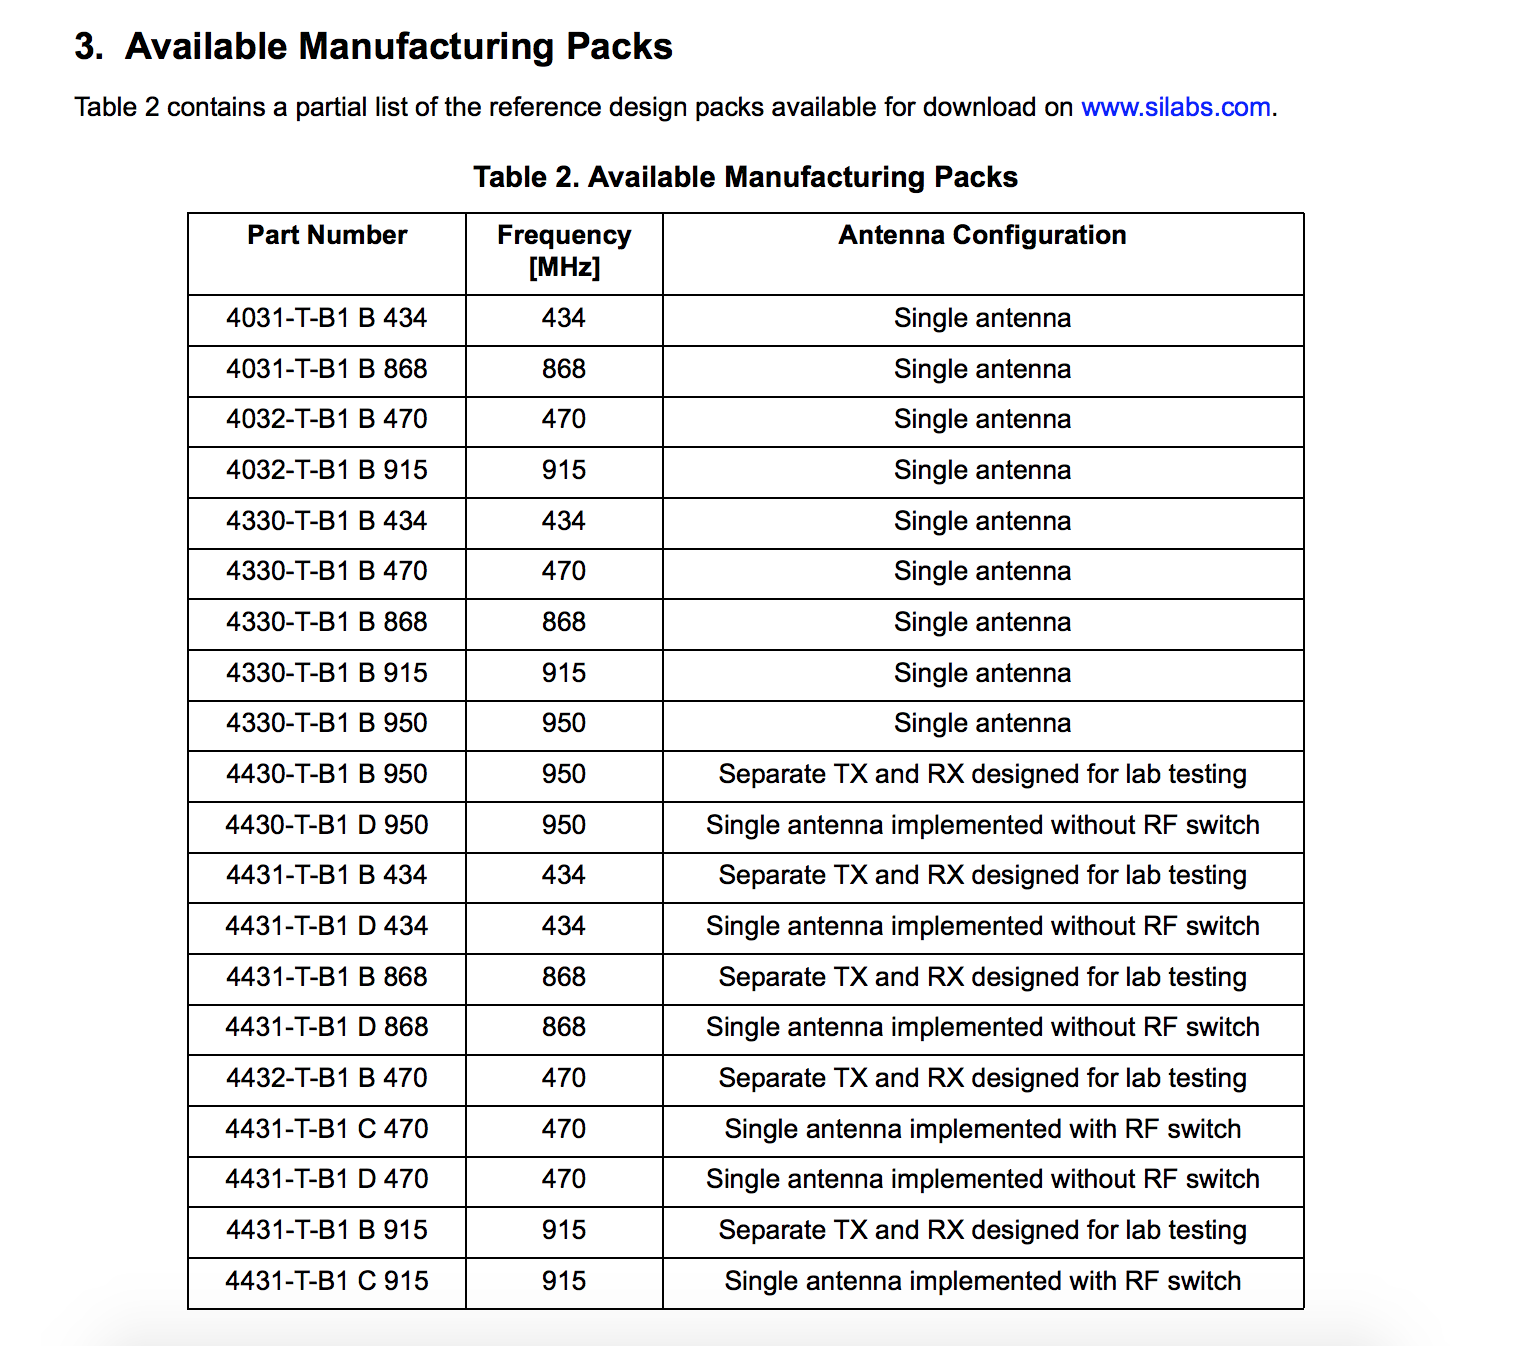 3. Available Manufacturing Packs
Table 2 contains a partial list of the reference design packs available for download on www.silabs.com.
Table 2. Available Manufacturing Packs
Part Number Frequency [MHz] Antenna Configuration
4031-T-B1 B 434 434 Single antenna
4031-T-B1 B 868 868 Single antenna
4032-T-B1 B 470 470 Single antenna
4032-T-B1 B 915 915 Single antenna
4330-T-B1 B 434 434 Single antenna
4330-T-B1 B 470 470 Single antenna
4330-T-B1 B 868 868 Single antenna
4330-T-B1 B 915 915 Single antenna
4330-T-B1 B 950 950 Single antenna
4430-T-B1 B 950 950 Separate TX and RX designed for lab testing
4430-T-B1 D 950 950 Single antenna implemented without RF switch
4431-T-B1 B 434 434 Separate TX and RX designed for lab testing
4431-T-B1 D 434 434 Single antenna implemented without RF switch
4431-T-B1 B 868 868 Separate TX and RX designed for lab testing
4431-T-B1 D 868 868 Single antenna implemented without RF switch
4432-T-B1 B 470 470 Separate TX and RX designed for lab testing
4431-T-B1 C 470 470 Single antenna implemented with RF switch
4431-T-B1 D 470 470 Single antenna implemented without RF switch
4431-T-B1 B 915 915 Separate TX and RX designed for lab testing
4431-T-B1 C 915 915 Single antenna implemented with RF switch